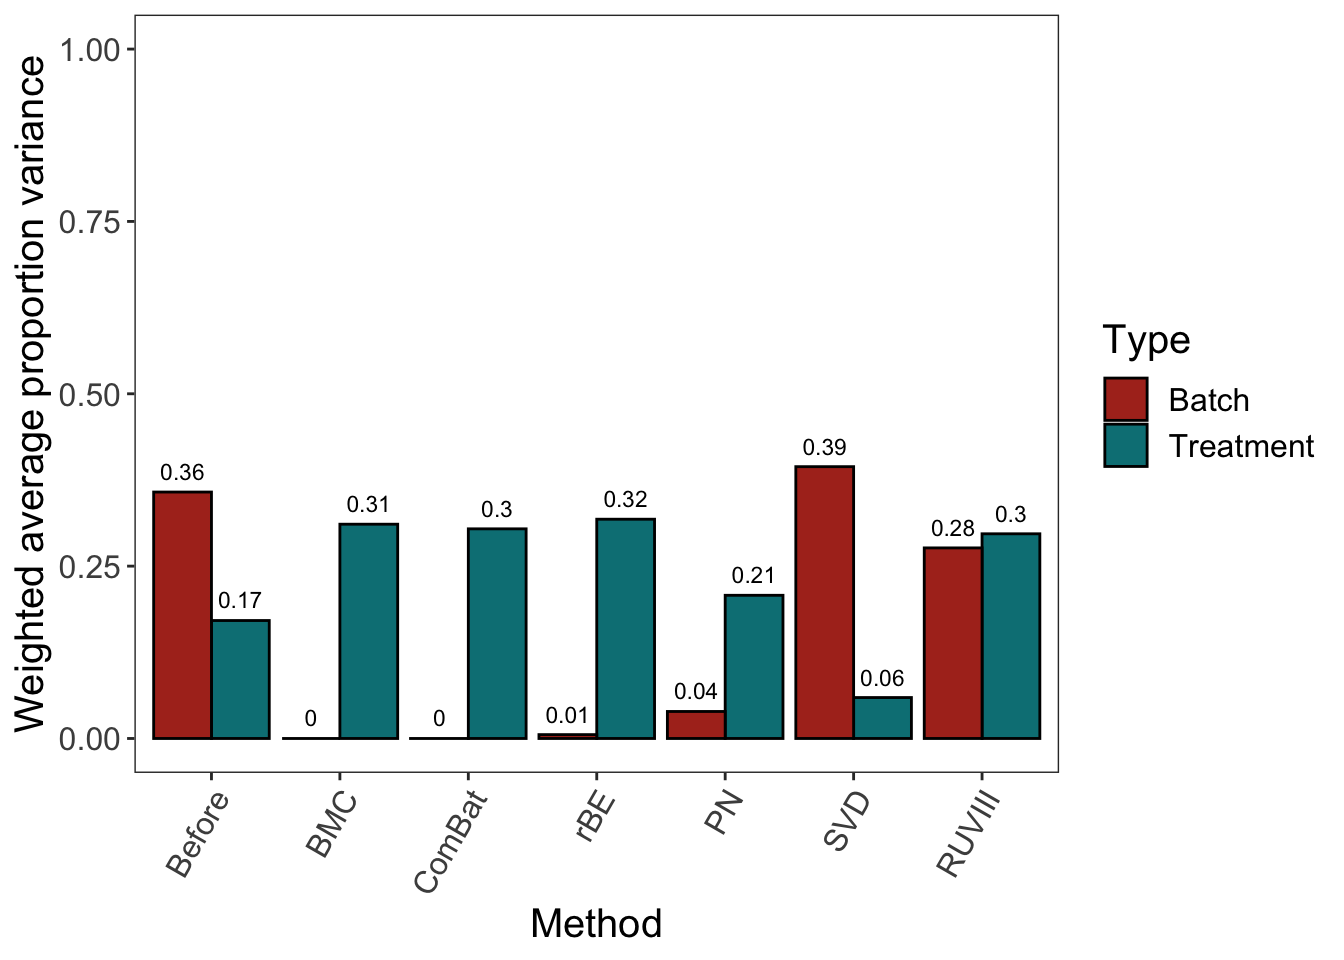 Weighted average proportion variance
1.00
0.75
0.50
0.25
0.00
0.36
0.17
0
0.31
0
0.3
0.01
0.32
0.04
0.21
0.39
0.06
0.28
0.3
Before
BMC
ComBat
rBE
PN
SVD
RUVIII
Method
Type
Batch
Treatment